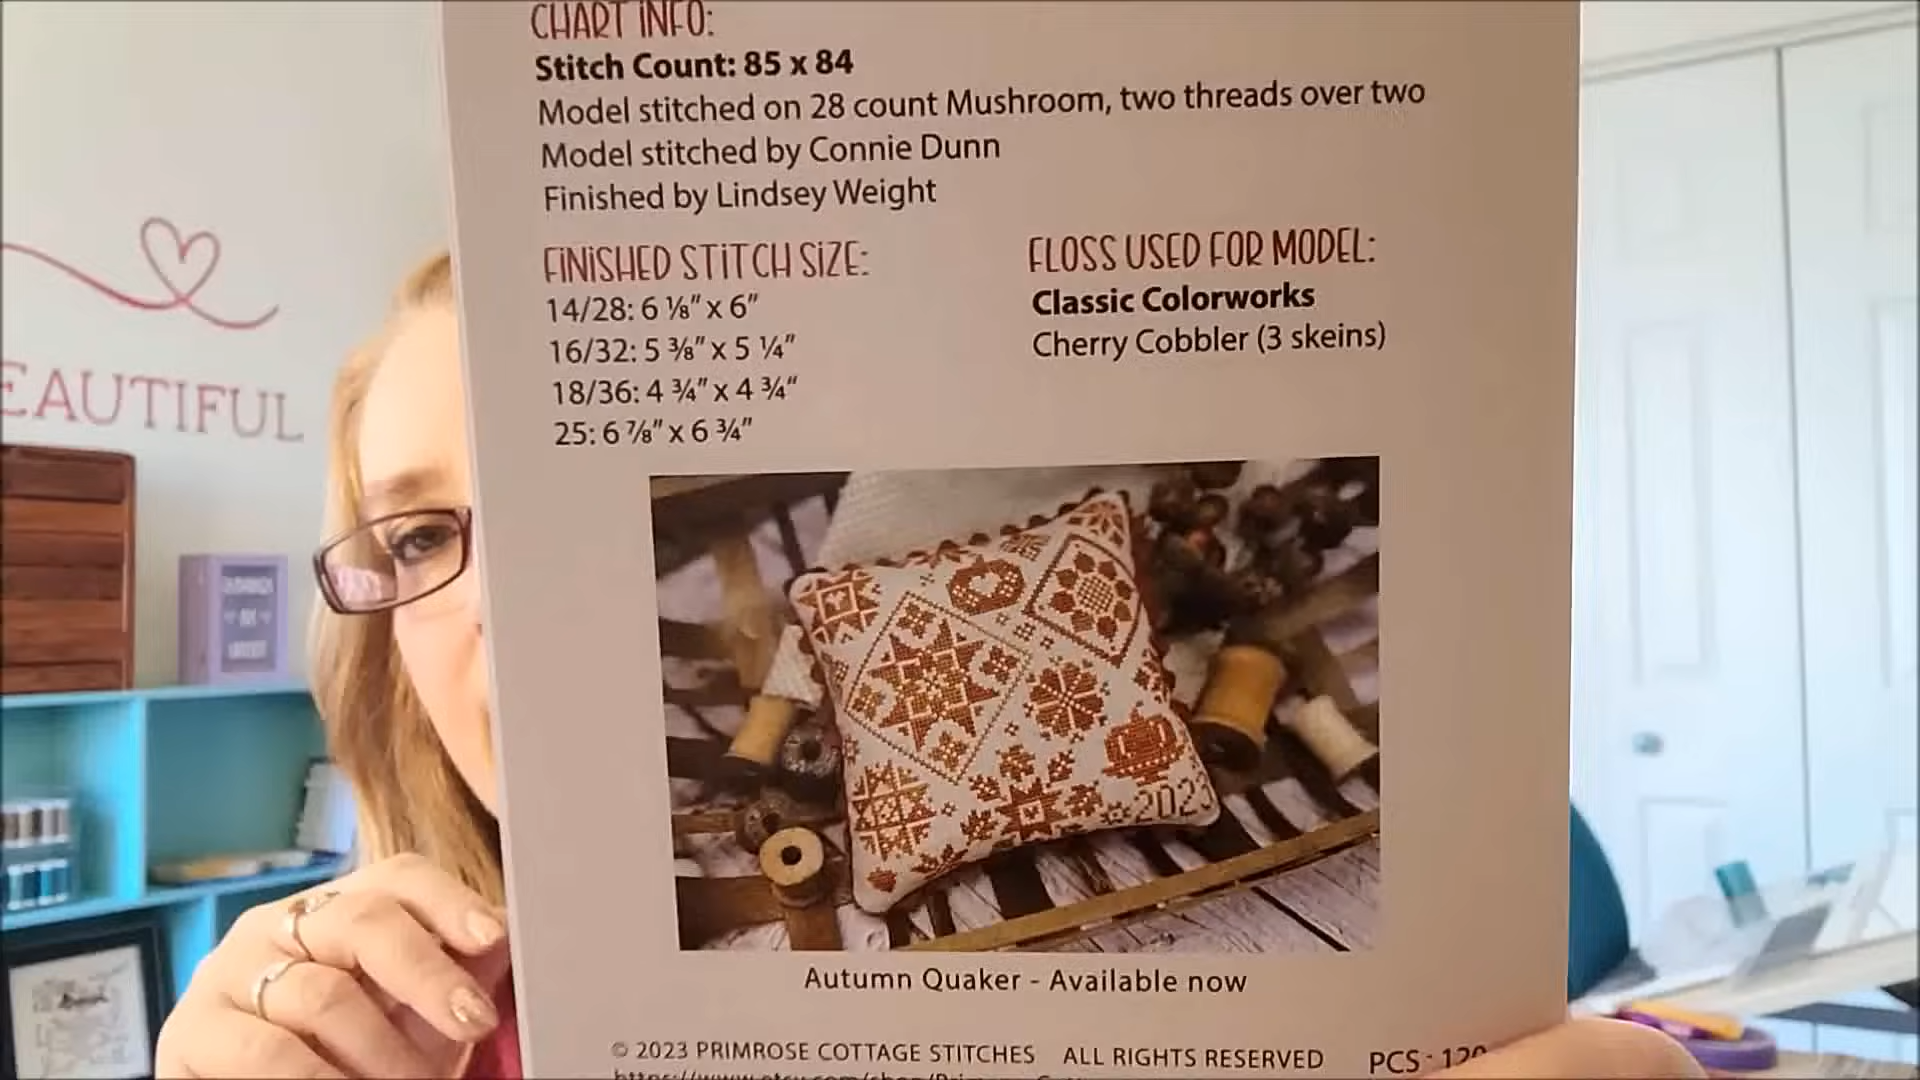 CHART INFO:
Stitch Count: 85 x 84
Model stitched on 28 count Mushroom, two threads over two
Model stitched by Connie Dunn
Finished by Lindsey Weight
FINISHED STITCH SIZE:
14/28: 6 ⅛" x 6"
16/32: 5 ⅜" x 5 ¼"
18/36: 4 ¾" x 4 ¾"
25: 6 ⅞" x 6 ¾"
FLOSS USED FOR MODEL:
Classic Colorworks
Cherry Cobbler (3 skeins)
EAUTIFUL
2023
Autumn Quaker - Available now
© 2023 PRIMROSE COTTAGE STITCHES ALL RIGHTS RESERVED PCS - 120